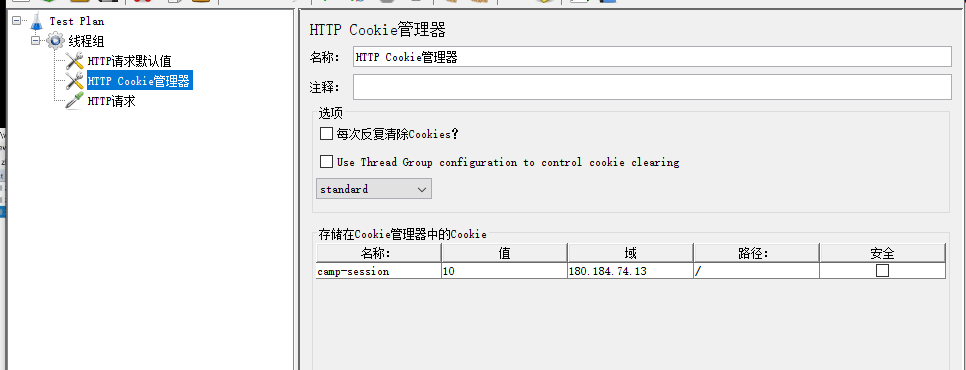 Test Plan
线程组
HTTP请求默认值
HTTP Cookie管理器
HTTP请求
HTTP Cookie管理器
名称： HTTP Cookie管理器
注释：
选项
每次反复清除Cookies？
Use Thread Group configuration to control cookie clearing
standard
存储在Cookie管理器中的Cookie
名称： 值 域 路径： 安全
camp-session 10 180.184.74.13 /